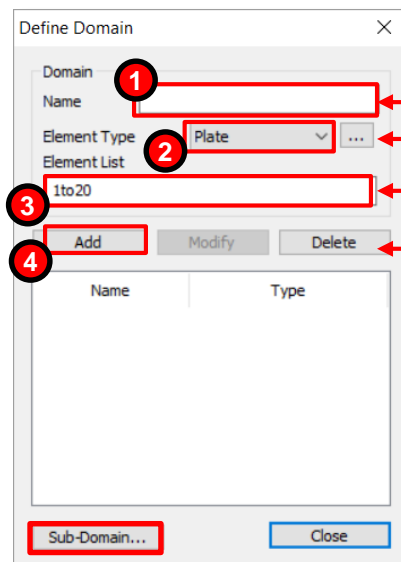 Define Domain
Domain
1
Name
Element Type 2 Plate ...
Element List
3 1to20
4 Add Modify Delete
Name Type
Sub-Domain... Close